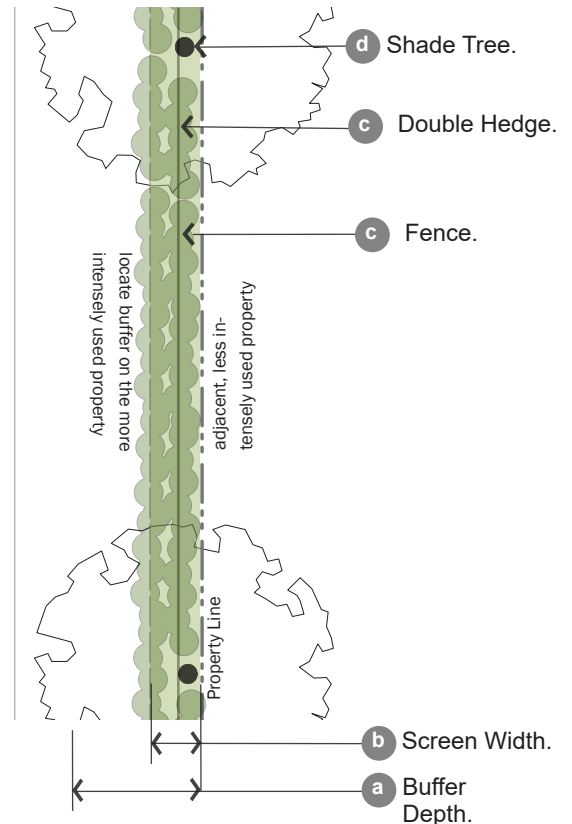 d Shade Tree.
c Double Hedge.
c Fence.
locate buffer on the more
intensely used property
adjacent, less in-
tensely used property
Property Line
b Screen Width.
a Buffer
Depth.